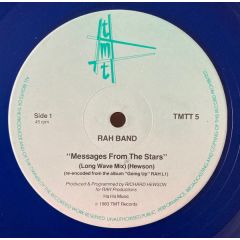 tmt
Side 1
45 rpm
TMTT 5
RAH BAND
"Messages From The Stars"
(Long Wave Mix) (Hewson)
(re-encoded from the album "Going Up" RAH L1)
Produced & Programmed by RICHARD HEWSON
for RAH Productions
Ha Ha Music
℗ 1983 TMT Records